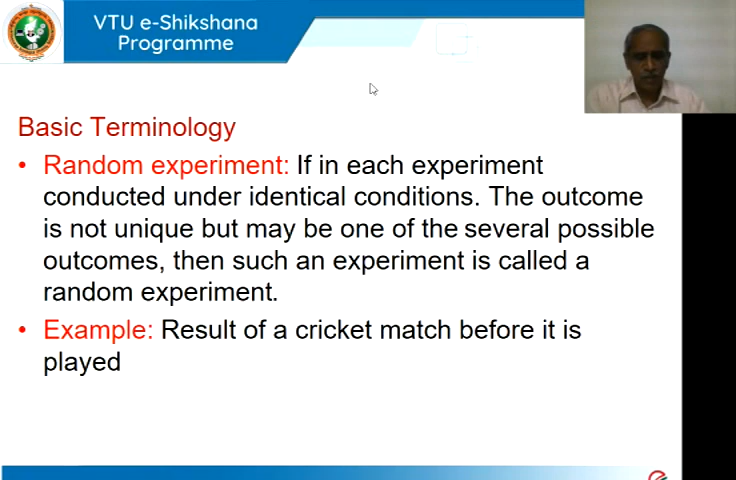 VTU e-Shikshana
Programme
Basic Terminology
• Random experiment: If in each experiment
conducted under identical conditions. The outcome
is not unique but may be one of the several possible
outcomes, then such an experiment is called a
random experiment.
• Example: Result of a cricket match before it is
played